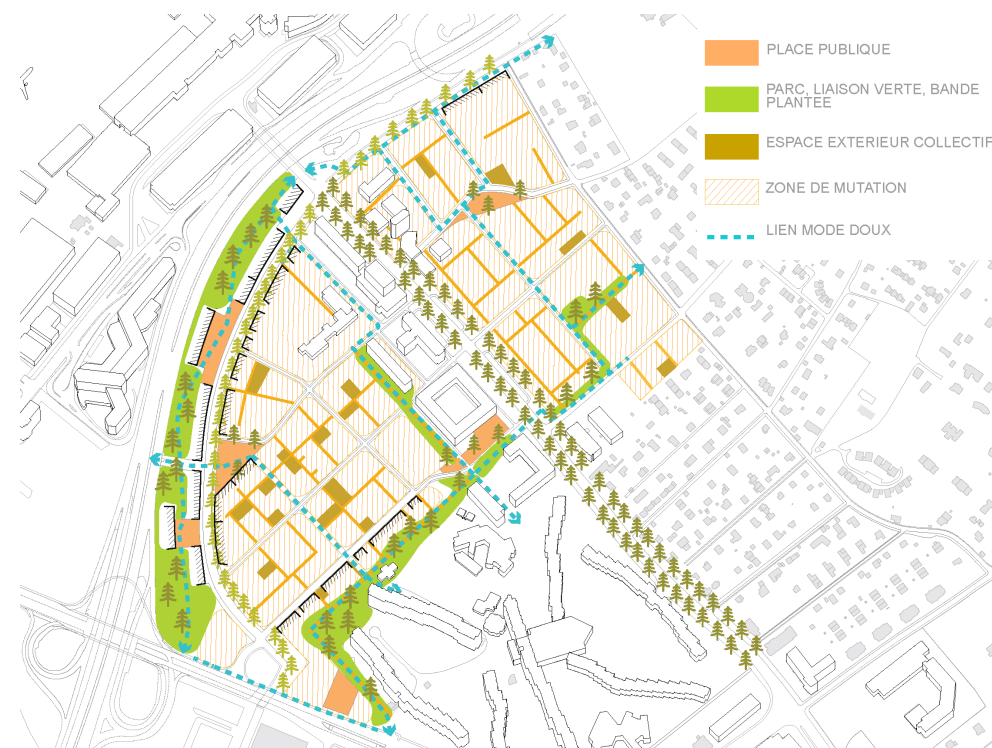 PLACE PUBLIQUE
PARC, LIAISON VERTE, BANDE
PLANTEE
ESPACE EXTERIEUR COLLECTIF
ZONE DE MUTATION
LIEN MODE DOUX